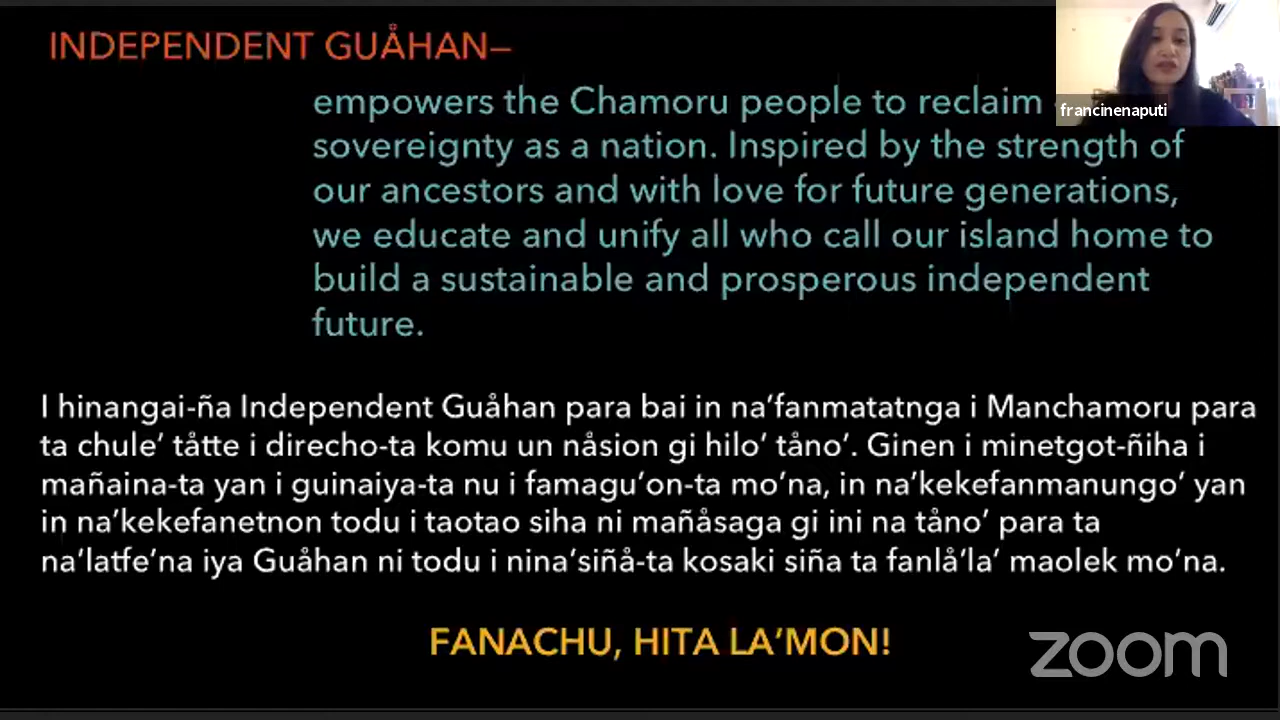 INDEPENDENT GUÅHAN—
empowers the Chamoru people to reclaim
sovereignty as a nation. Inspired by the strength of
our ancestors and with love for future generations,
we educate and unify all who call our island home to
build a sustainable and prosperous independent
future.
I hinangai-ña Independent Guåhan para bai in na’fanmatatnga i Manchamoru para
ta chule’ tåtte i direcho-ta komu un nåsion gi hilo’ tåno’. Ginen i minetgot-ñiha i
mañaina-ta yan i guinaiya-ta nu i famagu’on-ta mo’na, in na’kekefanmanungo’ yan
in na’kekefanetnon todu i taotao siha ni mañåsaga gi ini na tåno’ para ta
na’latfe’na iya Guåhan ni todu i nina’siñå-ta kosaki siña ta fanlå’la’ maolek mo’na.
FANACHU, HITA LA’MON!
francinenaputi
zoom